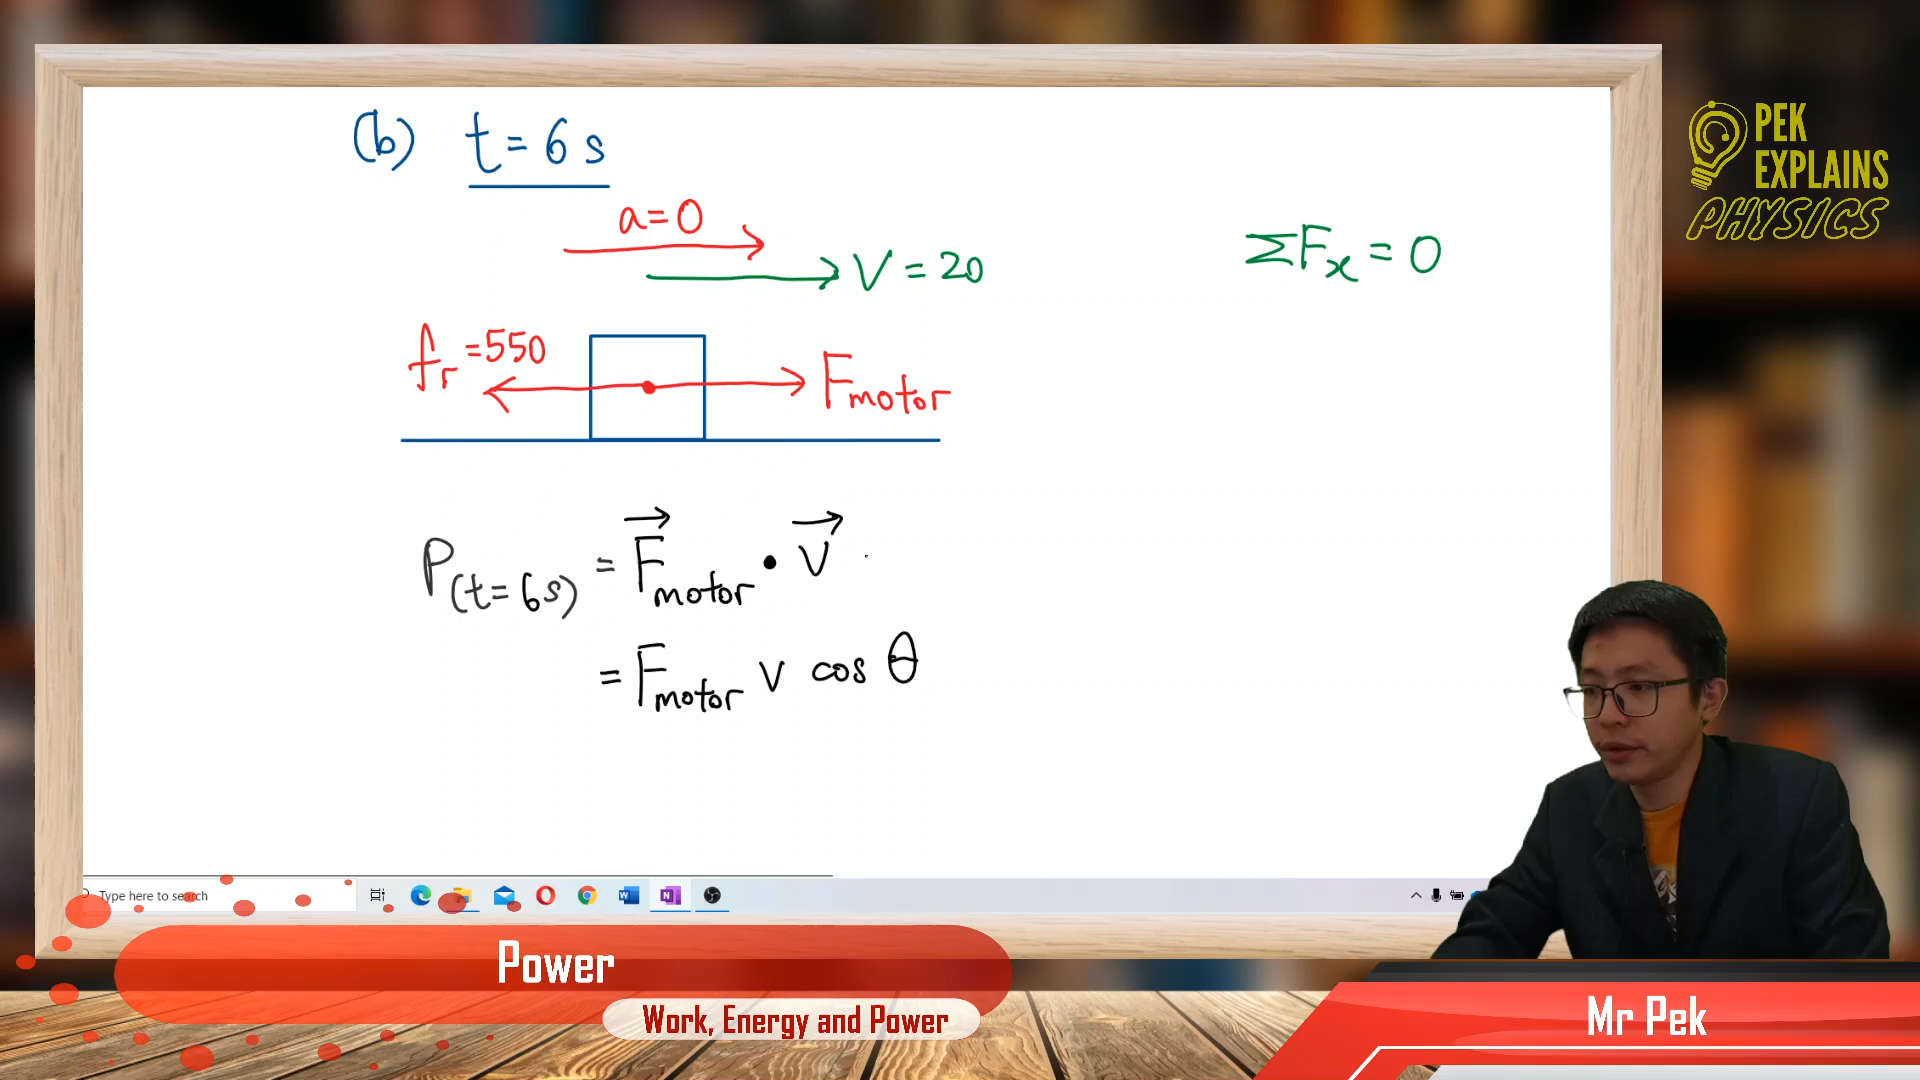 (b) t = 6 s
a = 0
V = 20
ΣFx = 0
fr = 550
Fmotor
P(t = 6s) = Fmotor • v
= Fmotor v cos θ
PEK
EXPLAINS
PHYSICS
Type here to search
Power
Work, Energy and Power
Mr Pek